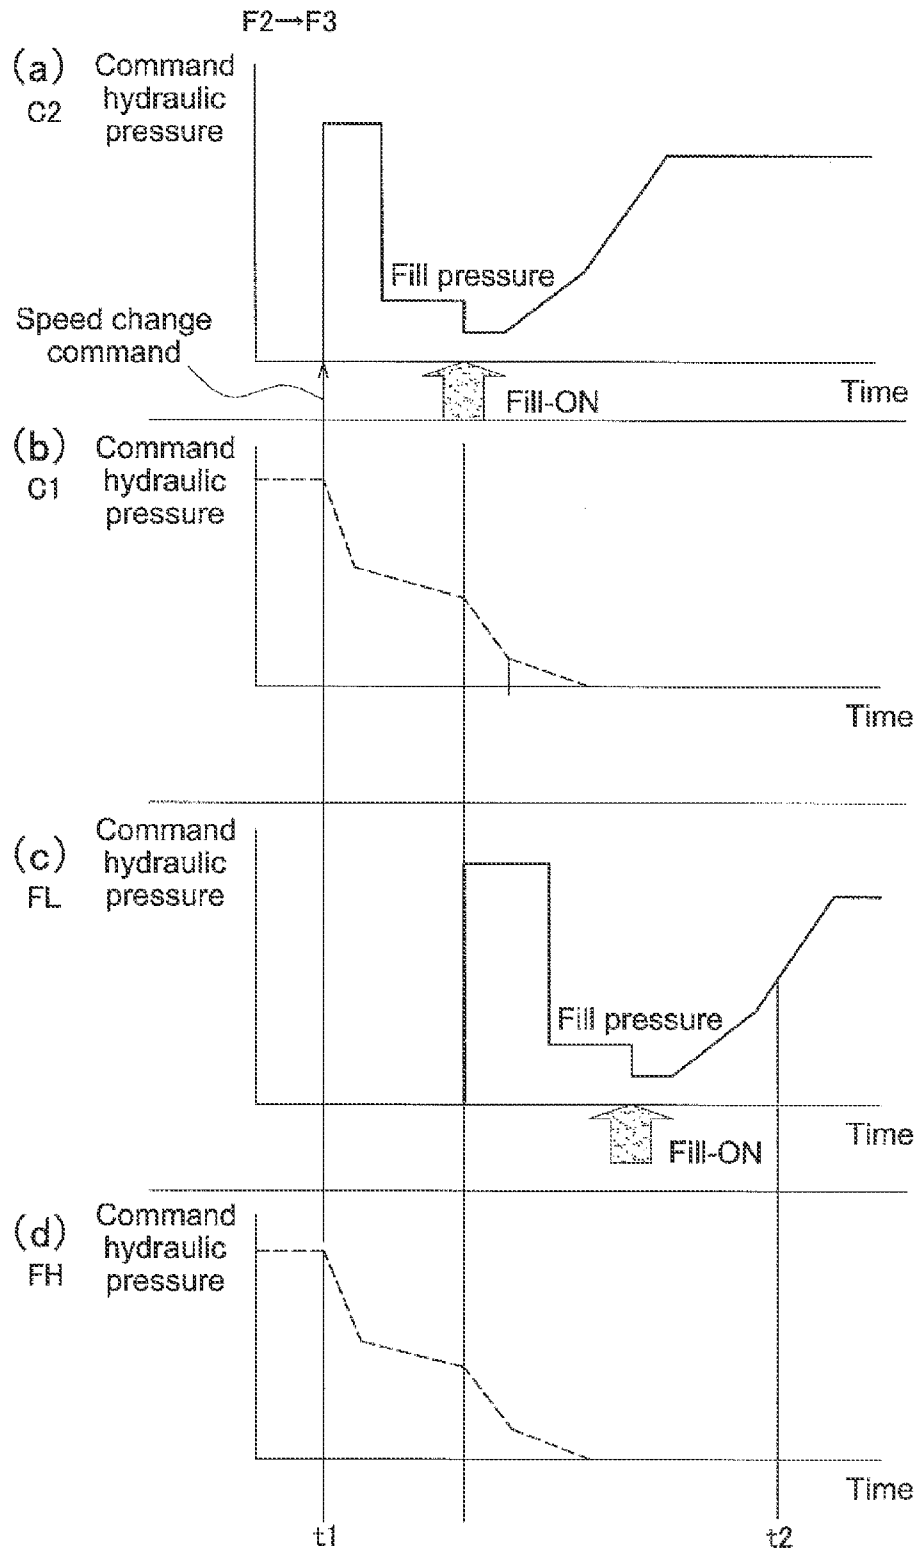 F2→F3
(a)
C2
Command
hydraulic
pressure
Fill pressure
Speed change
command
Fill-ON
Time
(b)
C1
Command
hydraulic
pressure
Time
(c)
FL
Command
hydraulic
pressure
Fill pressure
Time
Fill-ON
(d)
FH
Command
hydraulic
pressure
Time
t1
t2